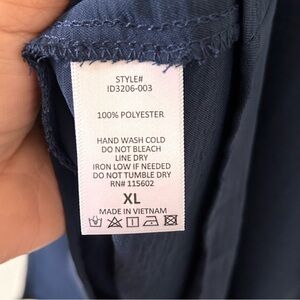 STYLE#
ID3206-003
100% POLYESTER
HAND WASH COLD
DO NOT BLEACH
LINE DRY
IRON LOW IF NEEDED
DO NOT TUMBLE DRY
RN# 115602
XL
MADE IN VIETNAM